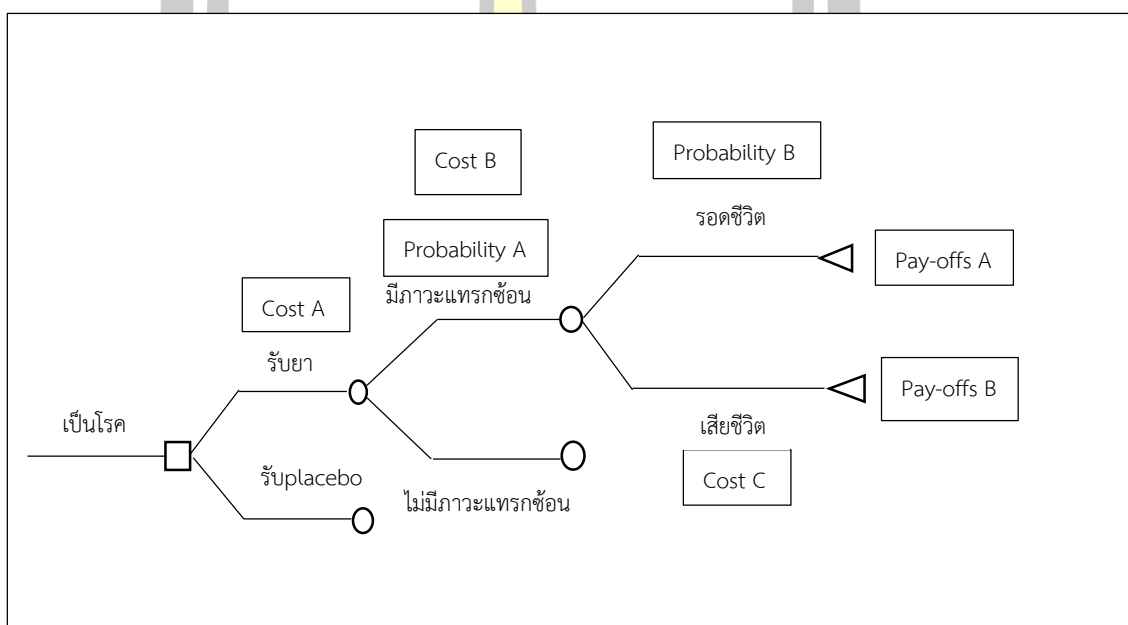 Cost B
Probability B
รอดชีวิต
Probability A
Pay-offs A
มีภาวะแทรกซ้อน
Cost A
รับยา
Pay-offs B
เป็นโรค
เสียชีวิต
รับplacebo
ไม่มีภาวะแทรกซ้อน
Cost C